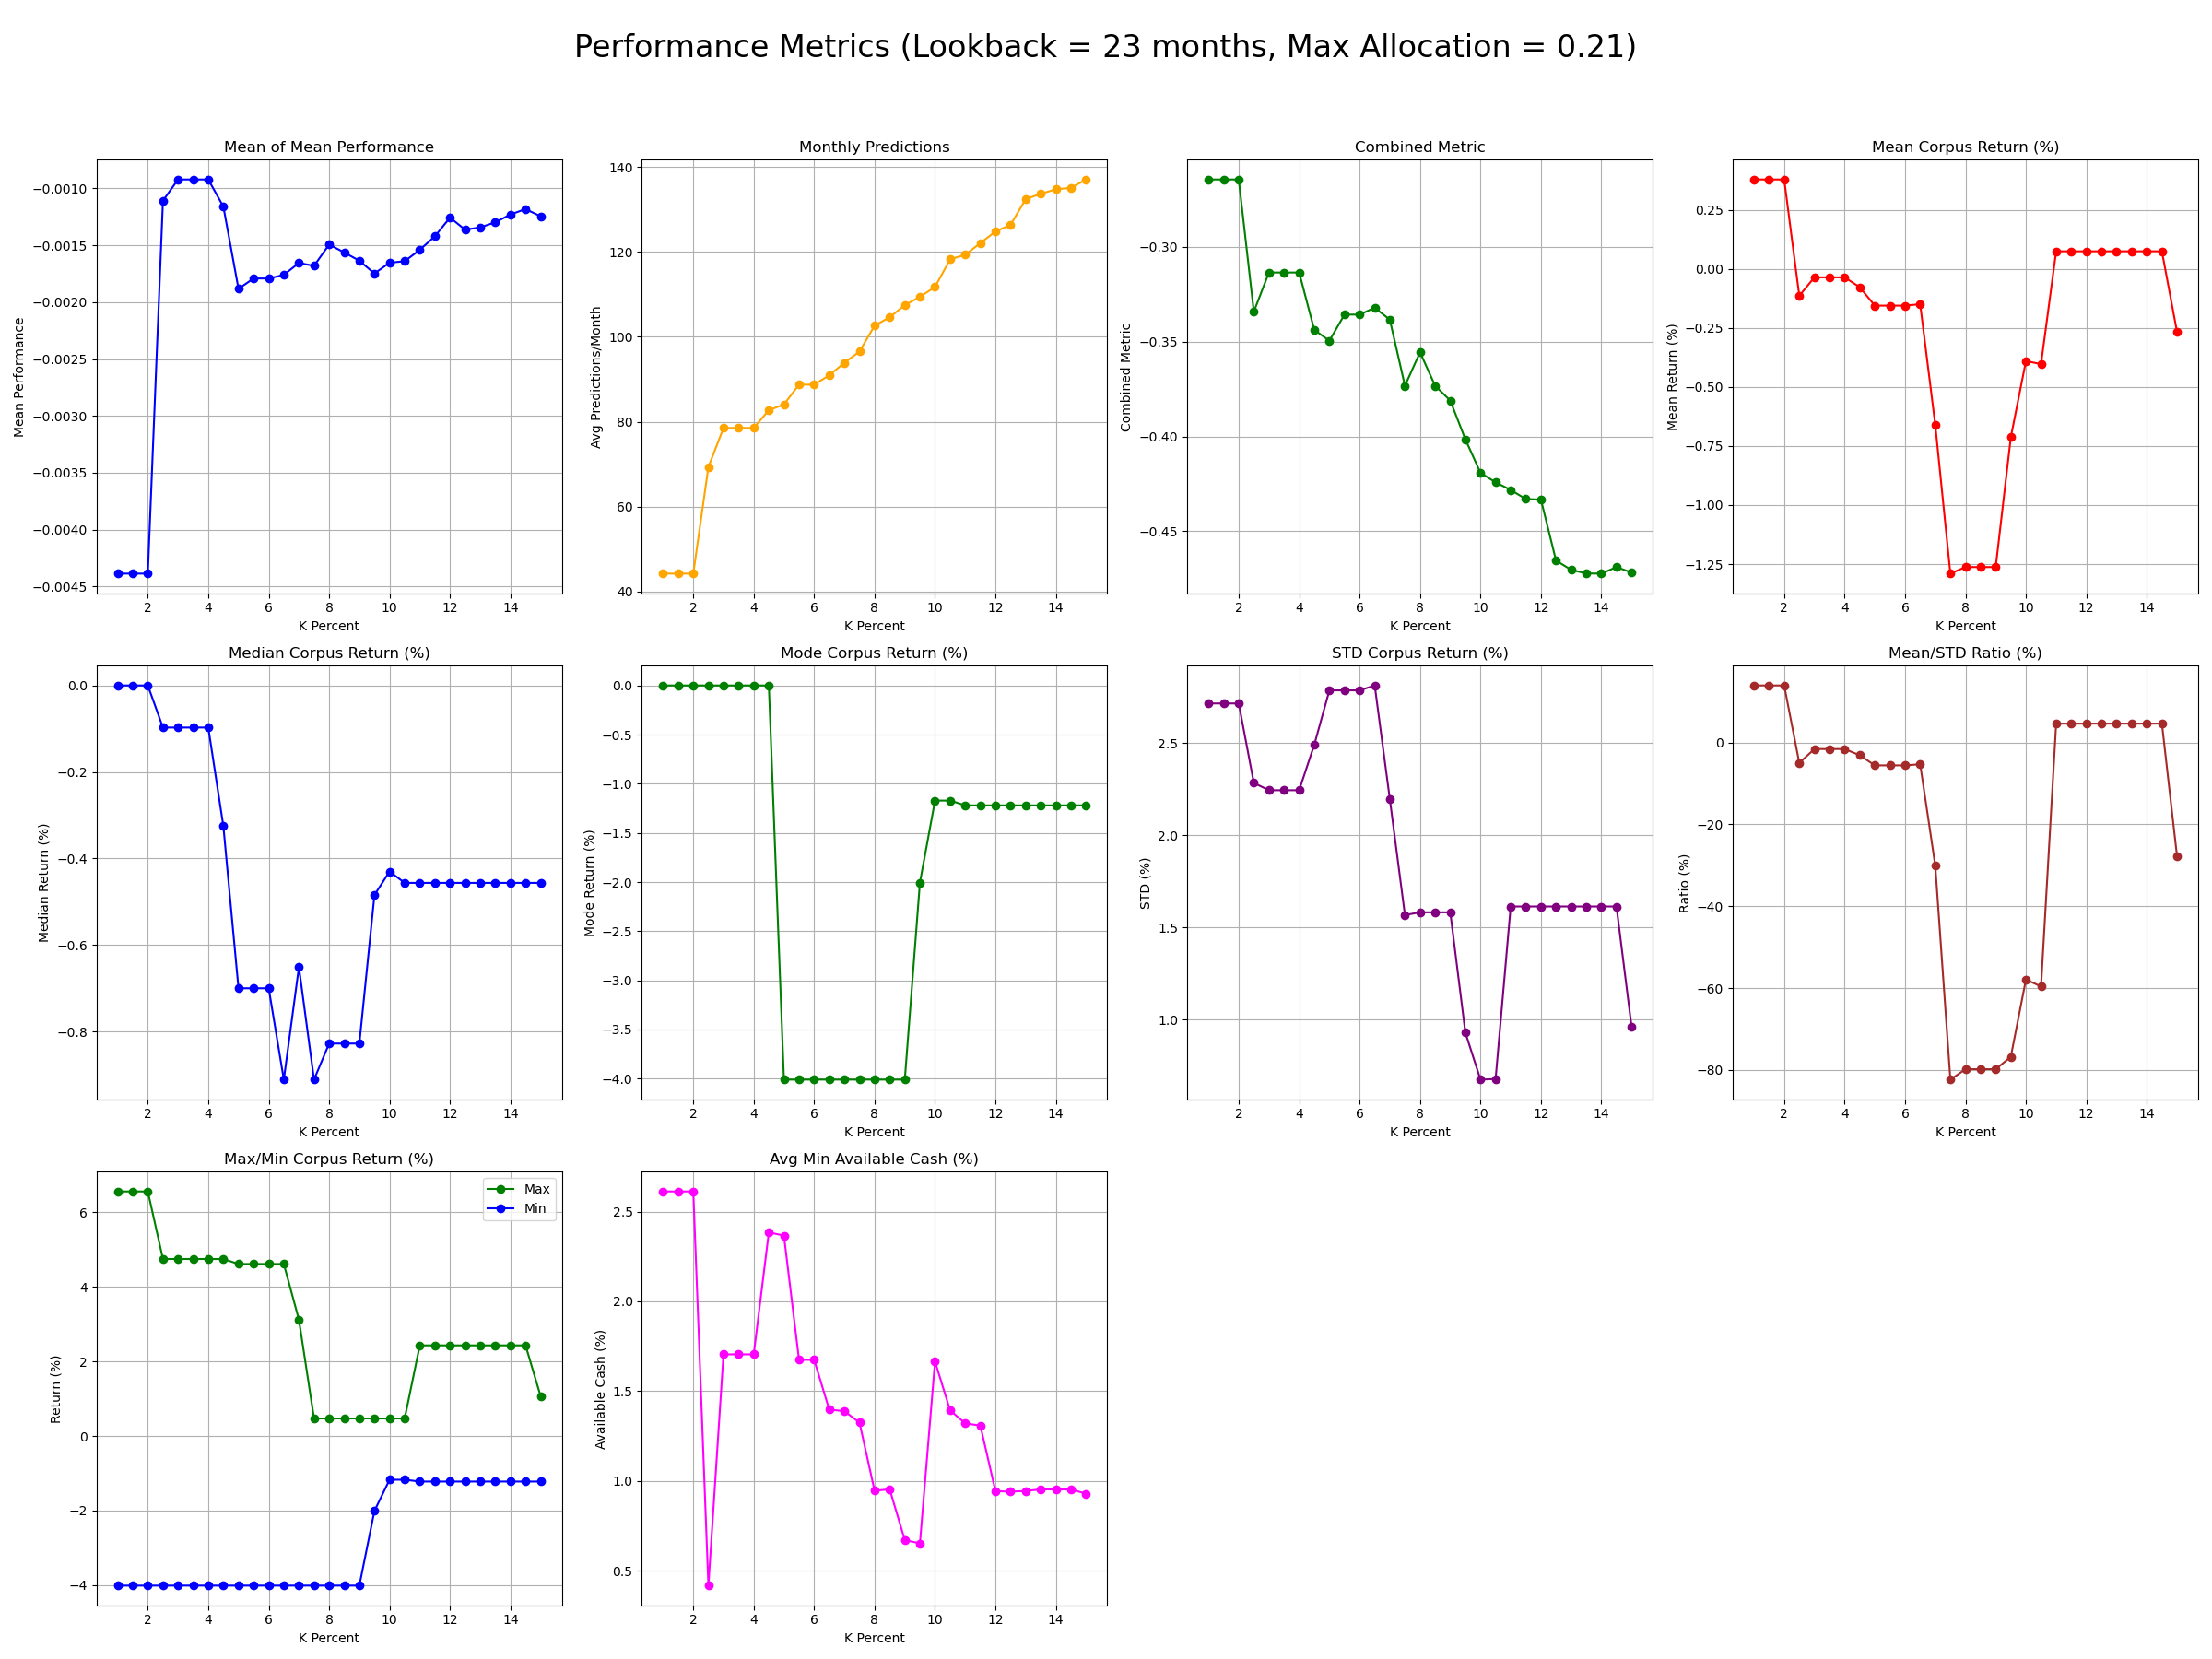 Performance Metrics (Lookback = 23 months, Max Allocation = 0.21)
Mean of Mean Performance
Mean Performance
−0.0010
−0.0015
−0.0020
−0.0025
−0.0030
−0.0035
−0.0040
−0.0045
2 4 6 8 10 12 14
K Percent
Monthly Predictions
Avg Predictions/Month
140
120
100
80
60
40
2 4 6 8 10 12 14
K Percent
Combined Metric
Combined Metric
−0.30
−0.35
−0.40
−0.45
2 4 6 8 10 12 14
K Percent
Mean Corpus Return (%)
Mean Return (%)
0.25
0.00
−0.25
−0.50
−0.75
−1.00
−1.25
2 4 6 8 10 12 14
K Percent
Median Corpus Return (%)
Median Return (%)
0.0
−0.2
−0.4
−0.6
−0.8
2 4 6 8 10 12 14
K Percent
Mode Corpus Return (%)
Mode Return (%)
0.0
−0.5
−1.0
−1.5
−2.0
−2.5
−3.0
−3.5
−4.0
2 4 6 8 10 12 14
K Percent
STD Corpus Return (%)
STD (%)
2.5
2.0
1.5
1.0
2 4 6 8 10 12 14
K Percent
Mean/STD Ratio (%)
Ratio (%)
0
−20
−40
−60
−80
2 4 6 8 10 12 14
K Percent
Max/Min Corpus Return (%)
Return (%)
6
4
2
0
−2
−4
Max
Min
2 4 6 8 10 12 14
K Percent
Avg Min Available Cash (%)
Available Cash (%)
2.5
2.0
1.5
1.0
0.5
2 4 6 8 10 12 14
K Percent